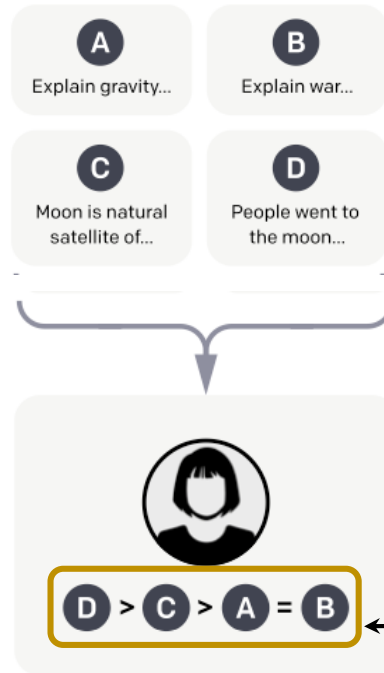 A
Explain gravity...
B
Explain war...
C
Moon is natural
satellite of...
D
People went to
the moon...
D > C > A = B